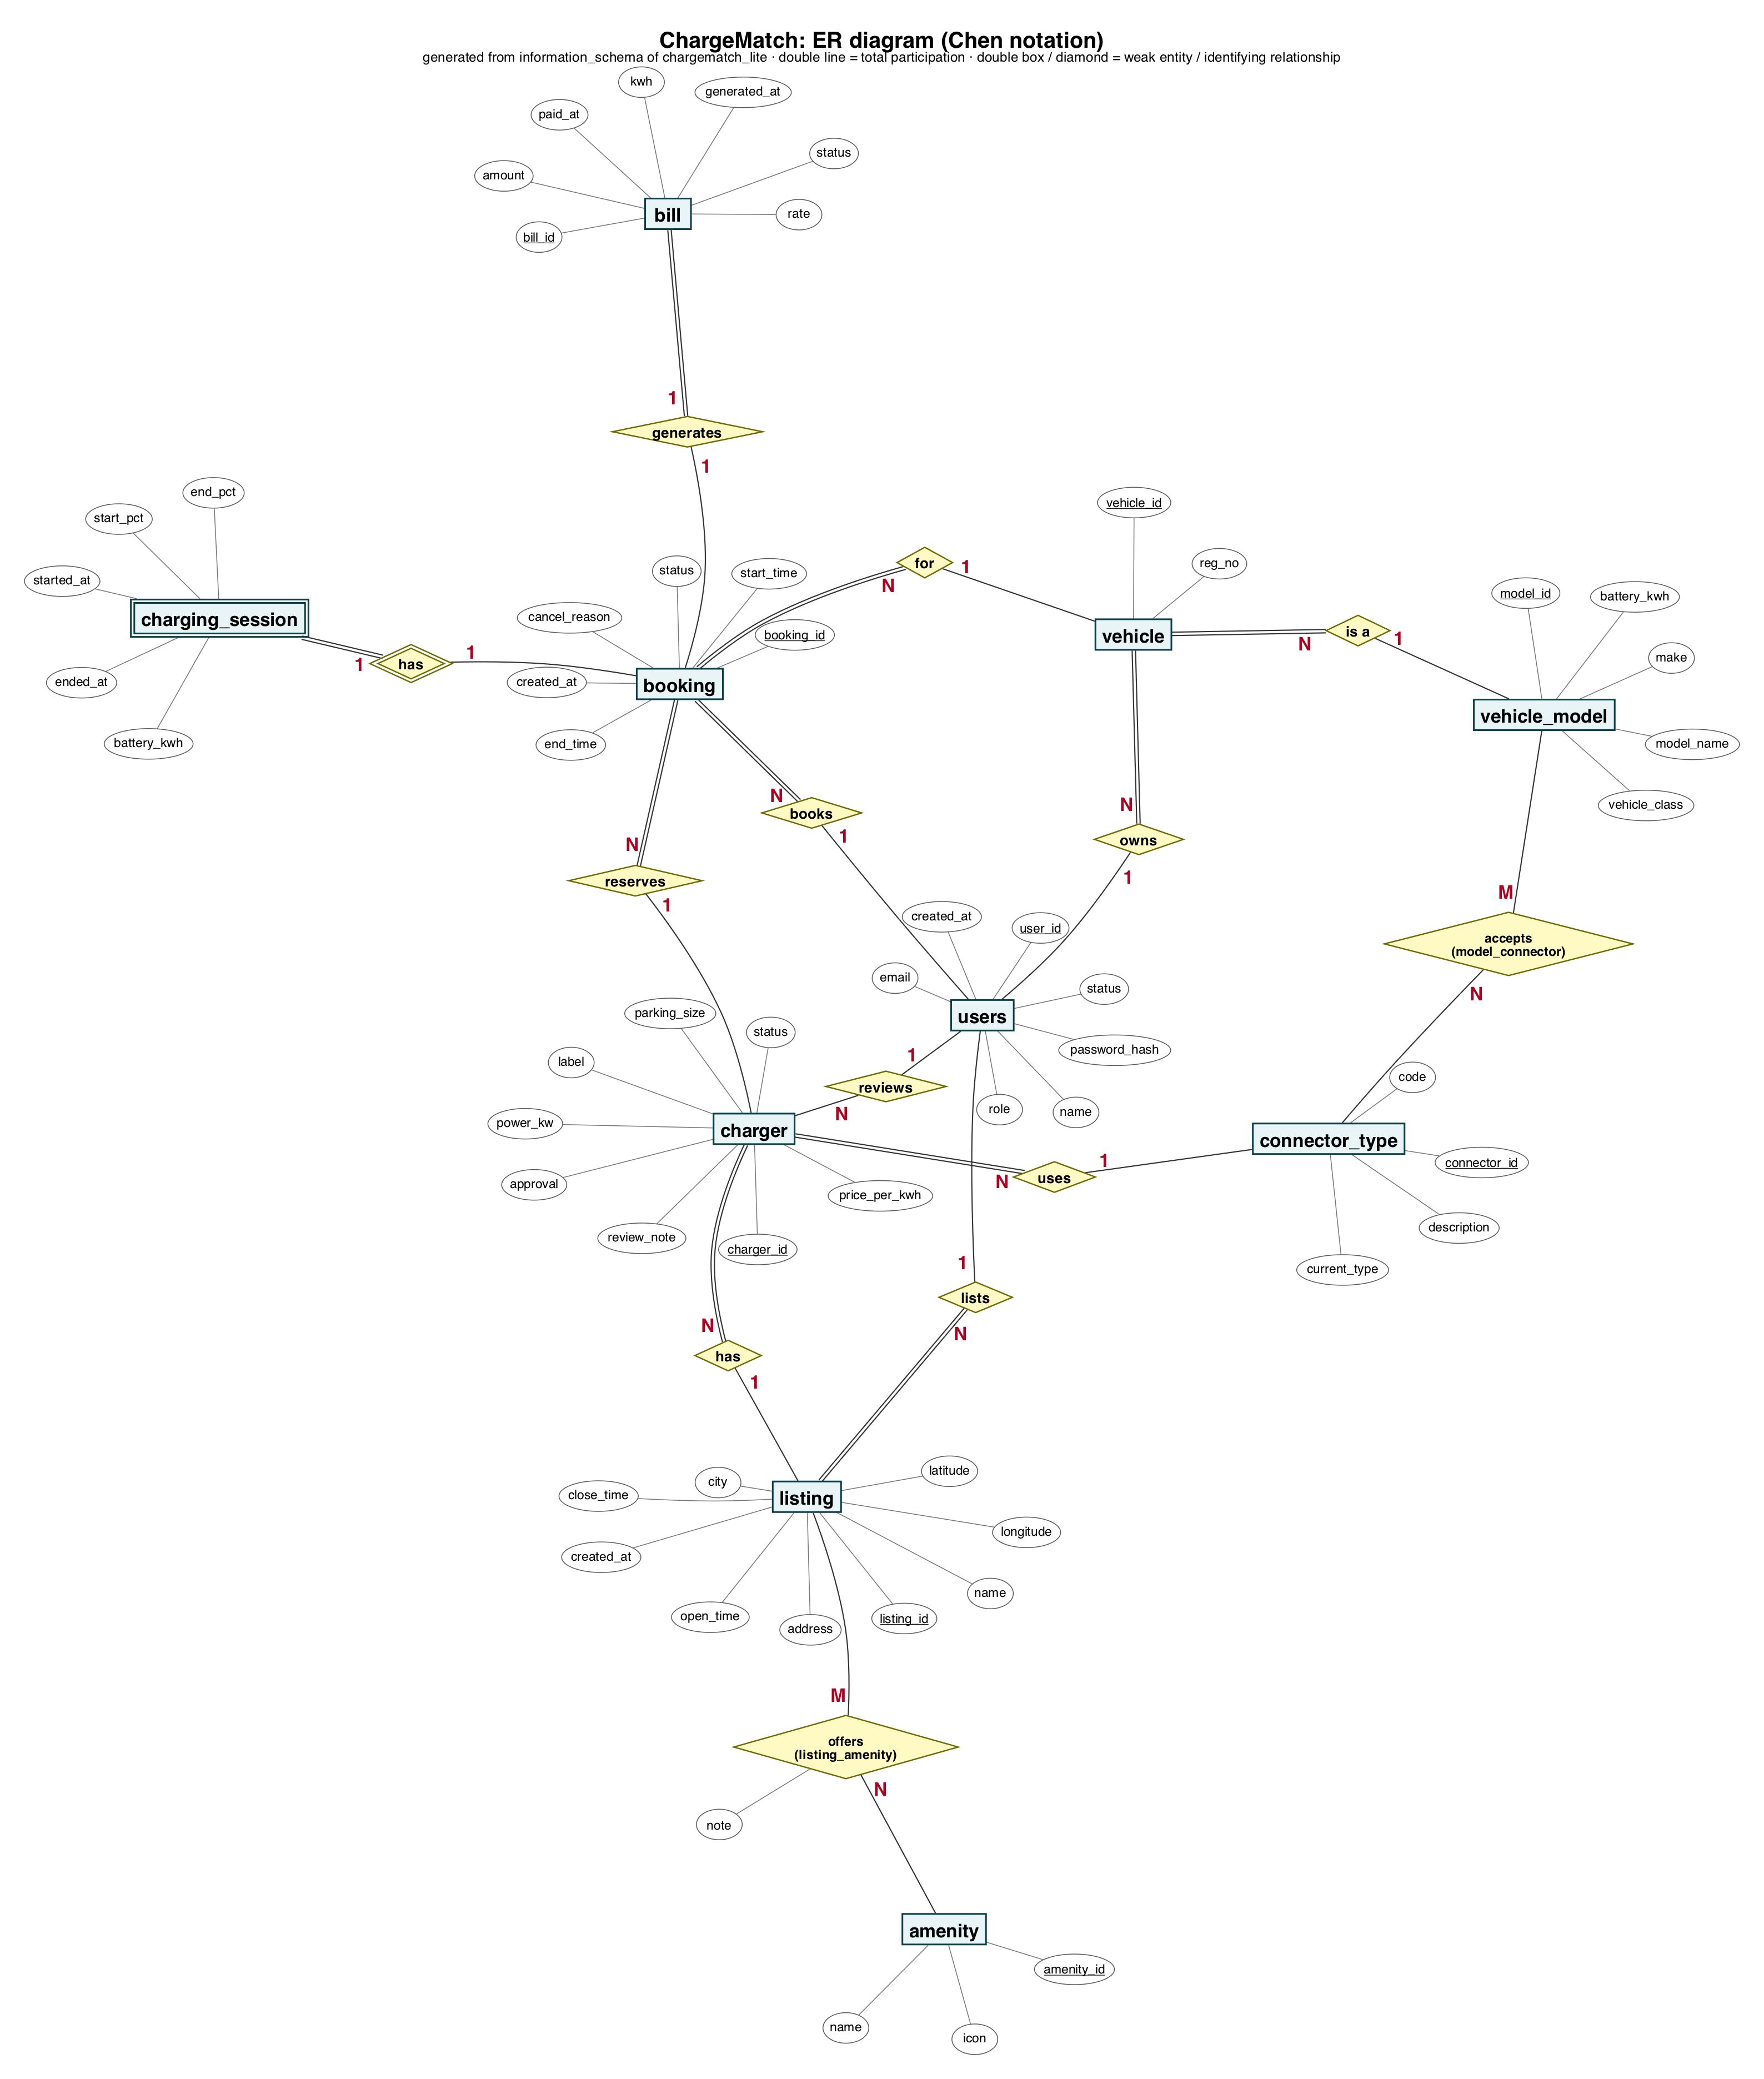 ChargeMatch: ER diagram (Chen notation)
generated from information_schema of chargematch_lite · double line = total participation · double box / diamond = weak entity / identifying relationship
kwh
generated_at
paid_at
status
amount
bill
rate
bill_id
1
generates
1
end_pct
start_pct
started_at
charging_session
ended_at
battery_kwh
1
has
1
status
start_time
cancel_reason
booking_id
created_at
booking
end_time
for
1
N
vehicle_id
reg_no
vehicle
is a
1
N
model_id
battery_kwh
make
vehicle_model
model_name
vehicle_class
N
books
1
N
owns
1
N
reserves
1
M
accepts
(model_connector)
N
created_at
user_id
email
status
users
password_hash
role
name
parking_size
status
label
power_kw
charger
approval
review_note
charger_id
price_per_kwh
1
reviews
N
code
connector_type
connector_id
description
current_type
1
uses
N
1
lists
N
N
has
1
city
latitude
close_time
listing
longitude
created_at
name
open_time
address
listing_id
M
offers
(listing_amenity)
N
note
amenity
amenity_id
name
icon